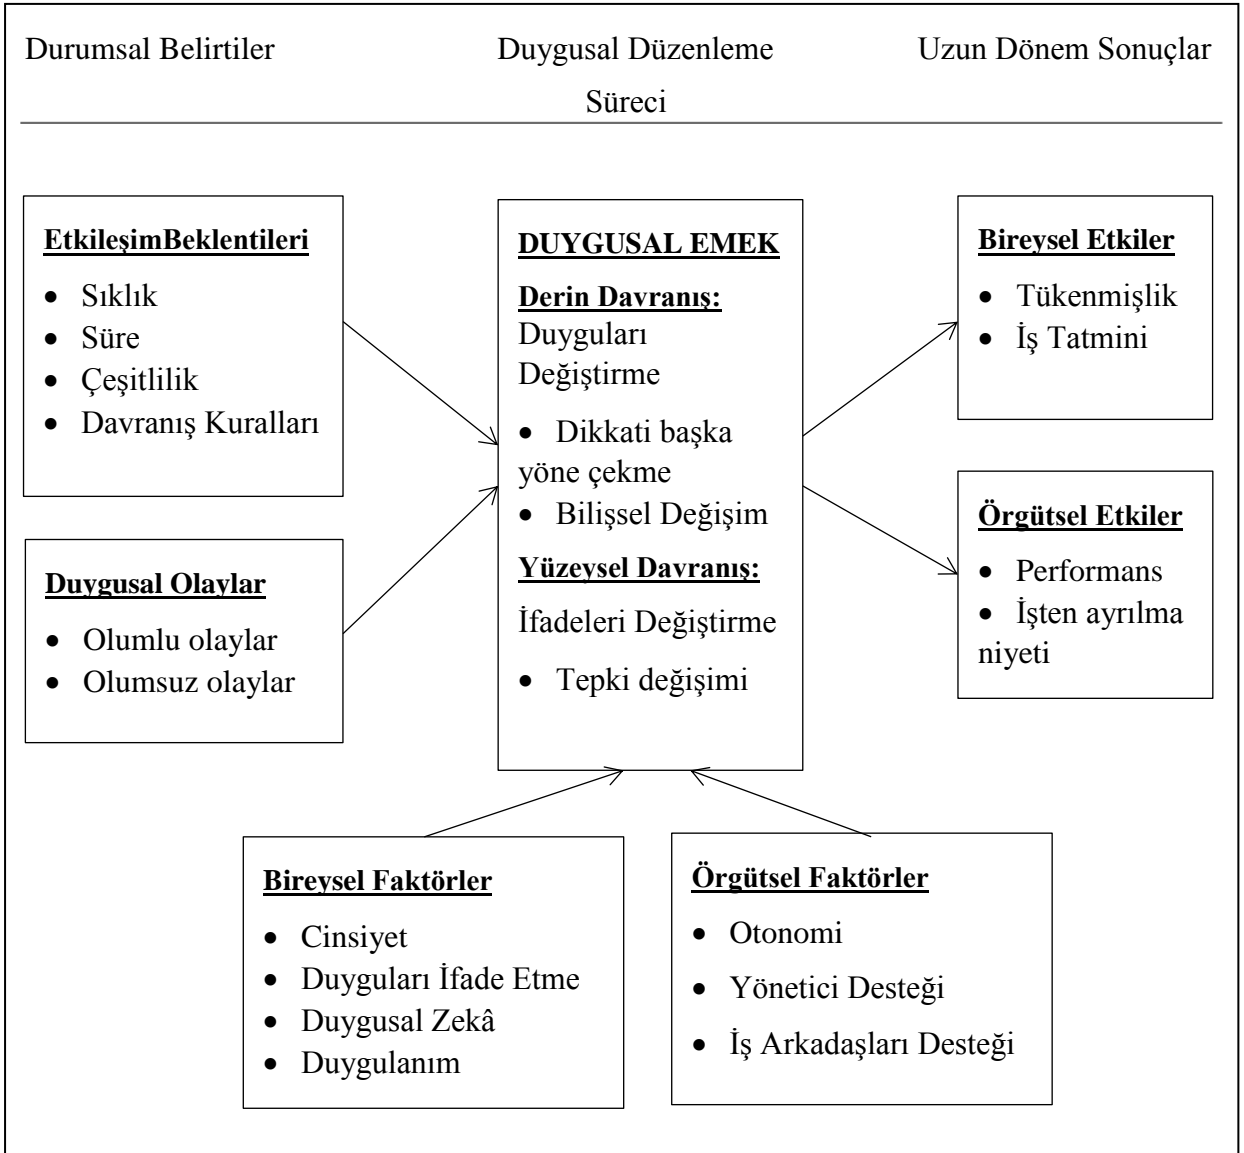 Durumsal Belirtiler
Duygusal Düzenleme
Süreci
Uzun Dönem Sonuçlar
EtkileşimBeklentileri
• Sıklık
• Süre
• Çeşitlilik
• Davranış Kuralları
Duygusal Olaylar
• Olumlu olaylar
• Olumsuz olaylar
DUYGUSAL EMEK
Derin Davranış:
Duyguları
Değiştirme
• Dikkati başka
yöne çekme
• Bilişsel Değişim
Yüzeysel Davranış:
İfadeleri Değiştirme
• Tepki değişimi
Bireysel Etkiler
• Tükenmişlik
• İş Tatmini
Örgütsel Etkiler
• Performans
• İşten ayrılma
niyeti
Bireysel Faktörler
• Cinsiyet
• Duyguları İfade Etme
• Duygusal Zekâ
• Duygulanım
Örgütsel Faktörler
• Otonomi
• Yönetici Desteği
• İş Arkadaşları Desteği